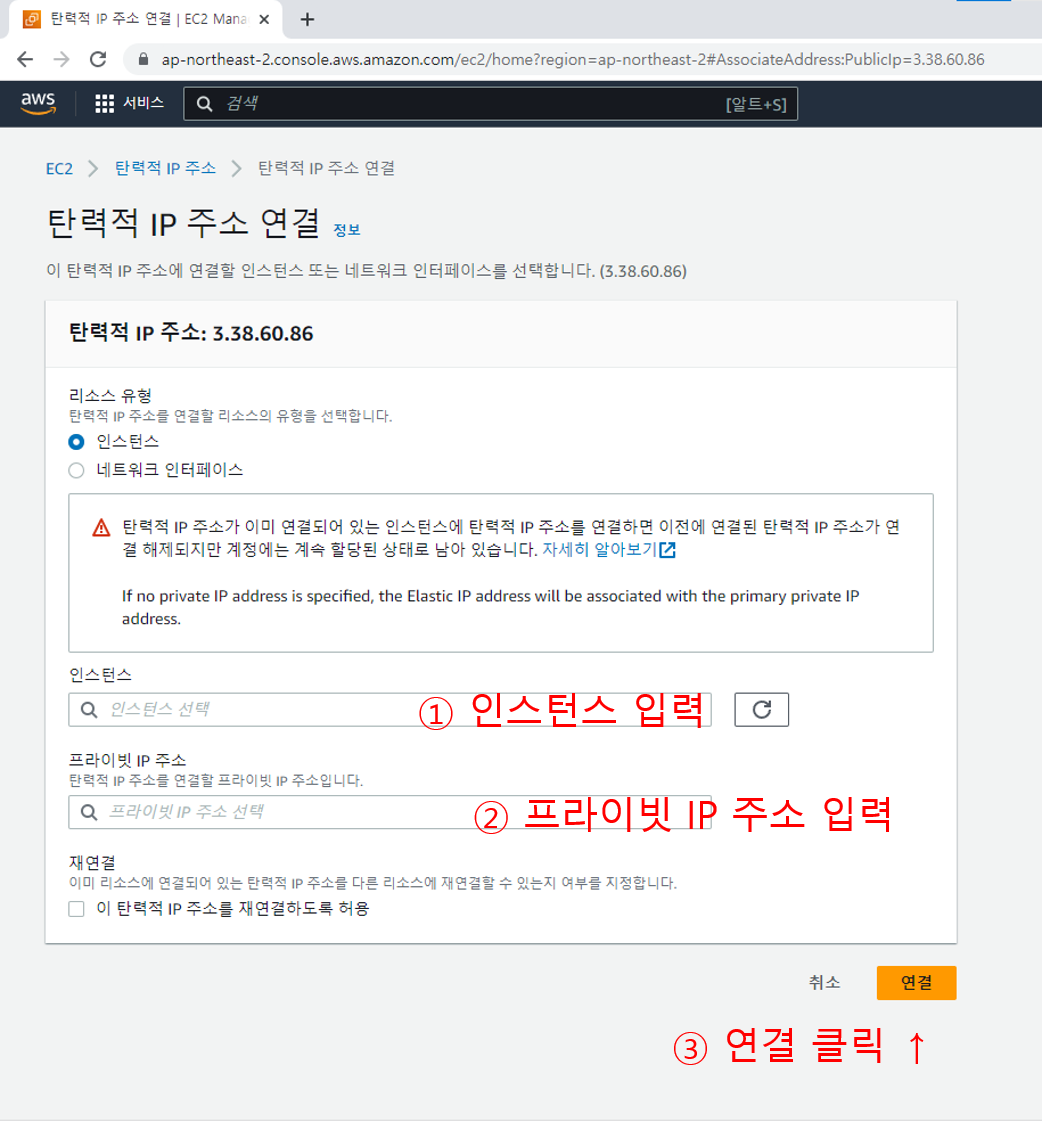 탄력적 IP 주소 연결 | EC2 Mana
ap-northeast-2.console.aws.amazon.com/ec2/home?region=ap-northeast-2#AssociateAddress:PublicIp=3.38.60.86
aws 서비스 검색 [알트+S]
EC2 > 탄력적 IP 주소 > 탄력적 IP 주소 연결
탄력적 IP 주소 연결 정보
이 탄력적 IP 주소에 연결할 인스턴스 또는 네트워크 인터페이스를 선택합니다. (3.38.60.86)
탄력적 IP 주소: 3.38.60.86
리소스 유형
탄력적 IP 주소를 연결할 리소스의 유형을 선택합니다.
인스턴스
네트워크 인터페이스
탄력적 IP 주소가 이미 연결되어 있는 인스턴스에 탄력적 IP 주소를 연결하면 이전에 연결된 탄력적 IP 주소가 연
결 해제되지만 계정에는 계속 할당된 상태로 남아 있습니다. 자세히 알아보기
If no private IP address is specified, the Elastic IP address will be associated with the primary private IP
address.
인스턴스
인스턴스 선택 ① 인스턴스 입력
프라이빗 IP 주소
탄력적 IP 주소를 연결할 프라이빗 IP 주소입니다.
프라이빗 IP 주소 선택 ② 프라이빗 IP 주소 입력
재연결
이미 리소스에 연결되어 있는 탄력적 IP 주소를 다른 리소스에 재연결할 수 있는지 여부를 지정합니다.
이 탄력적 IP 주소를 재연결하도록 허용
취소 연결
③ 연결 클릭 ↑